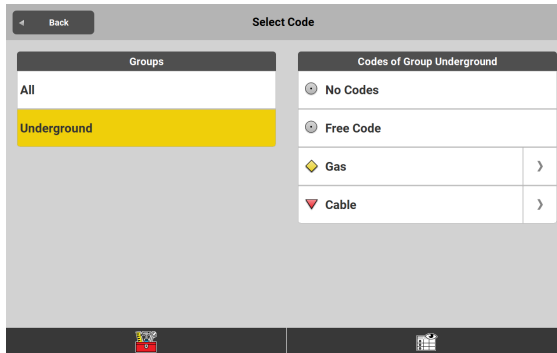 Back
Select Code
Groups
All
Underground
Codes of Group Underground
No Codes
Free Code
Gas
Cable